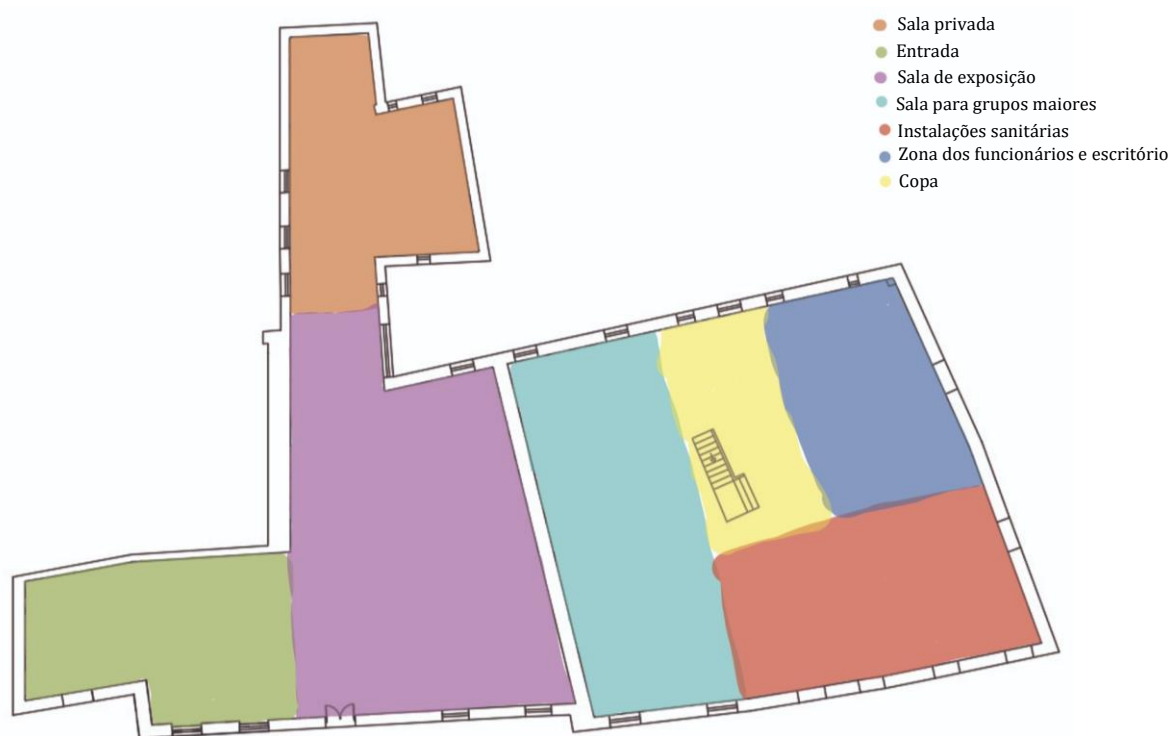 Sala privada
Entrada
Sala de exposição
Sala para grupos maiores
Instalações sanitárias
Zona dos funcionários e escritório
Copa